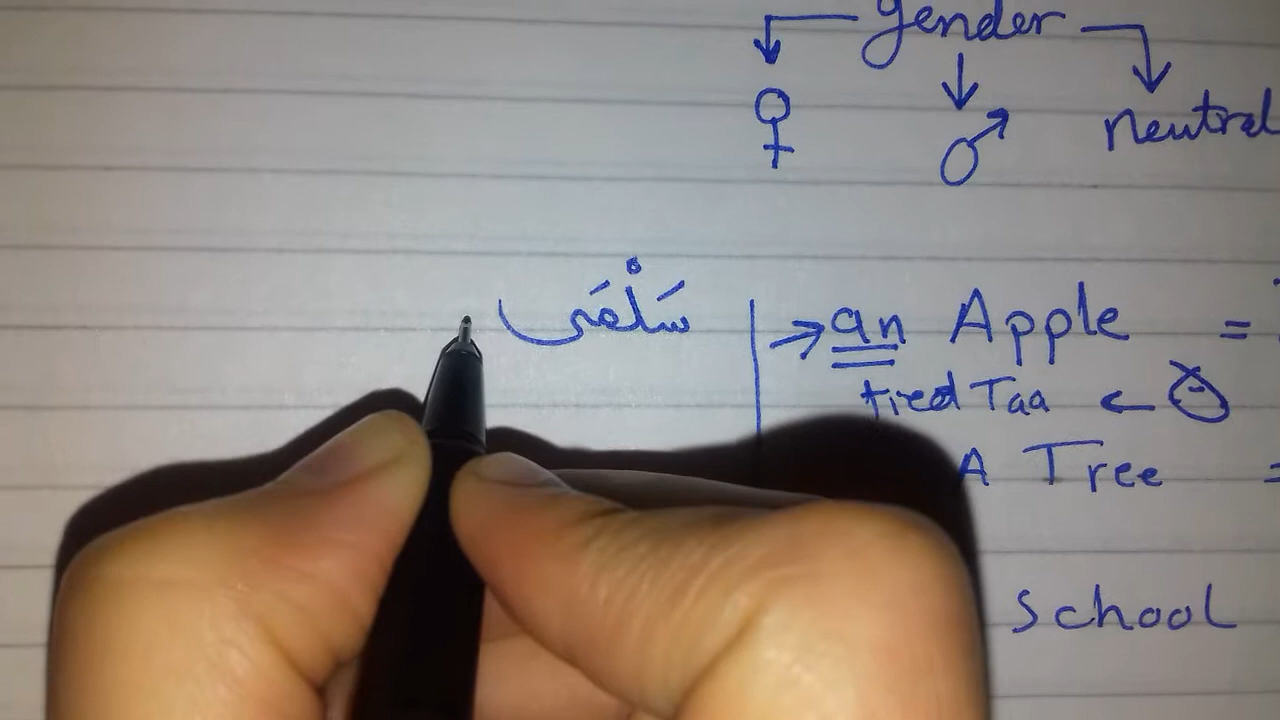 gender
♀ ♂ neutral
سَلْمَى
→ an Apple =
tied Taa ← ة
A Tree =
school